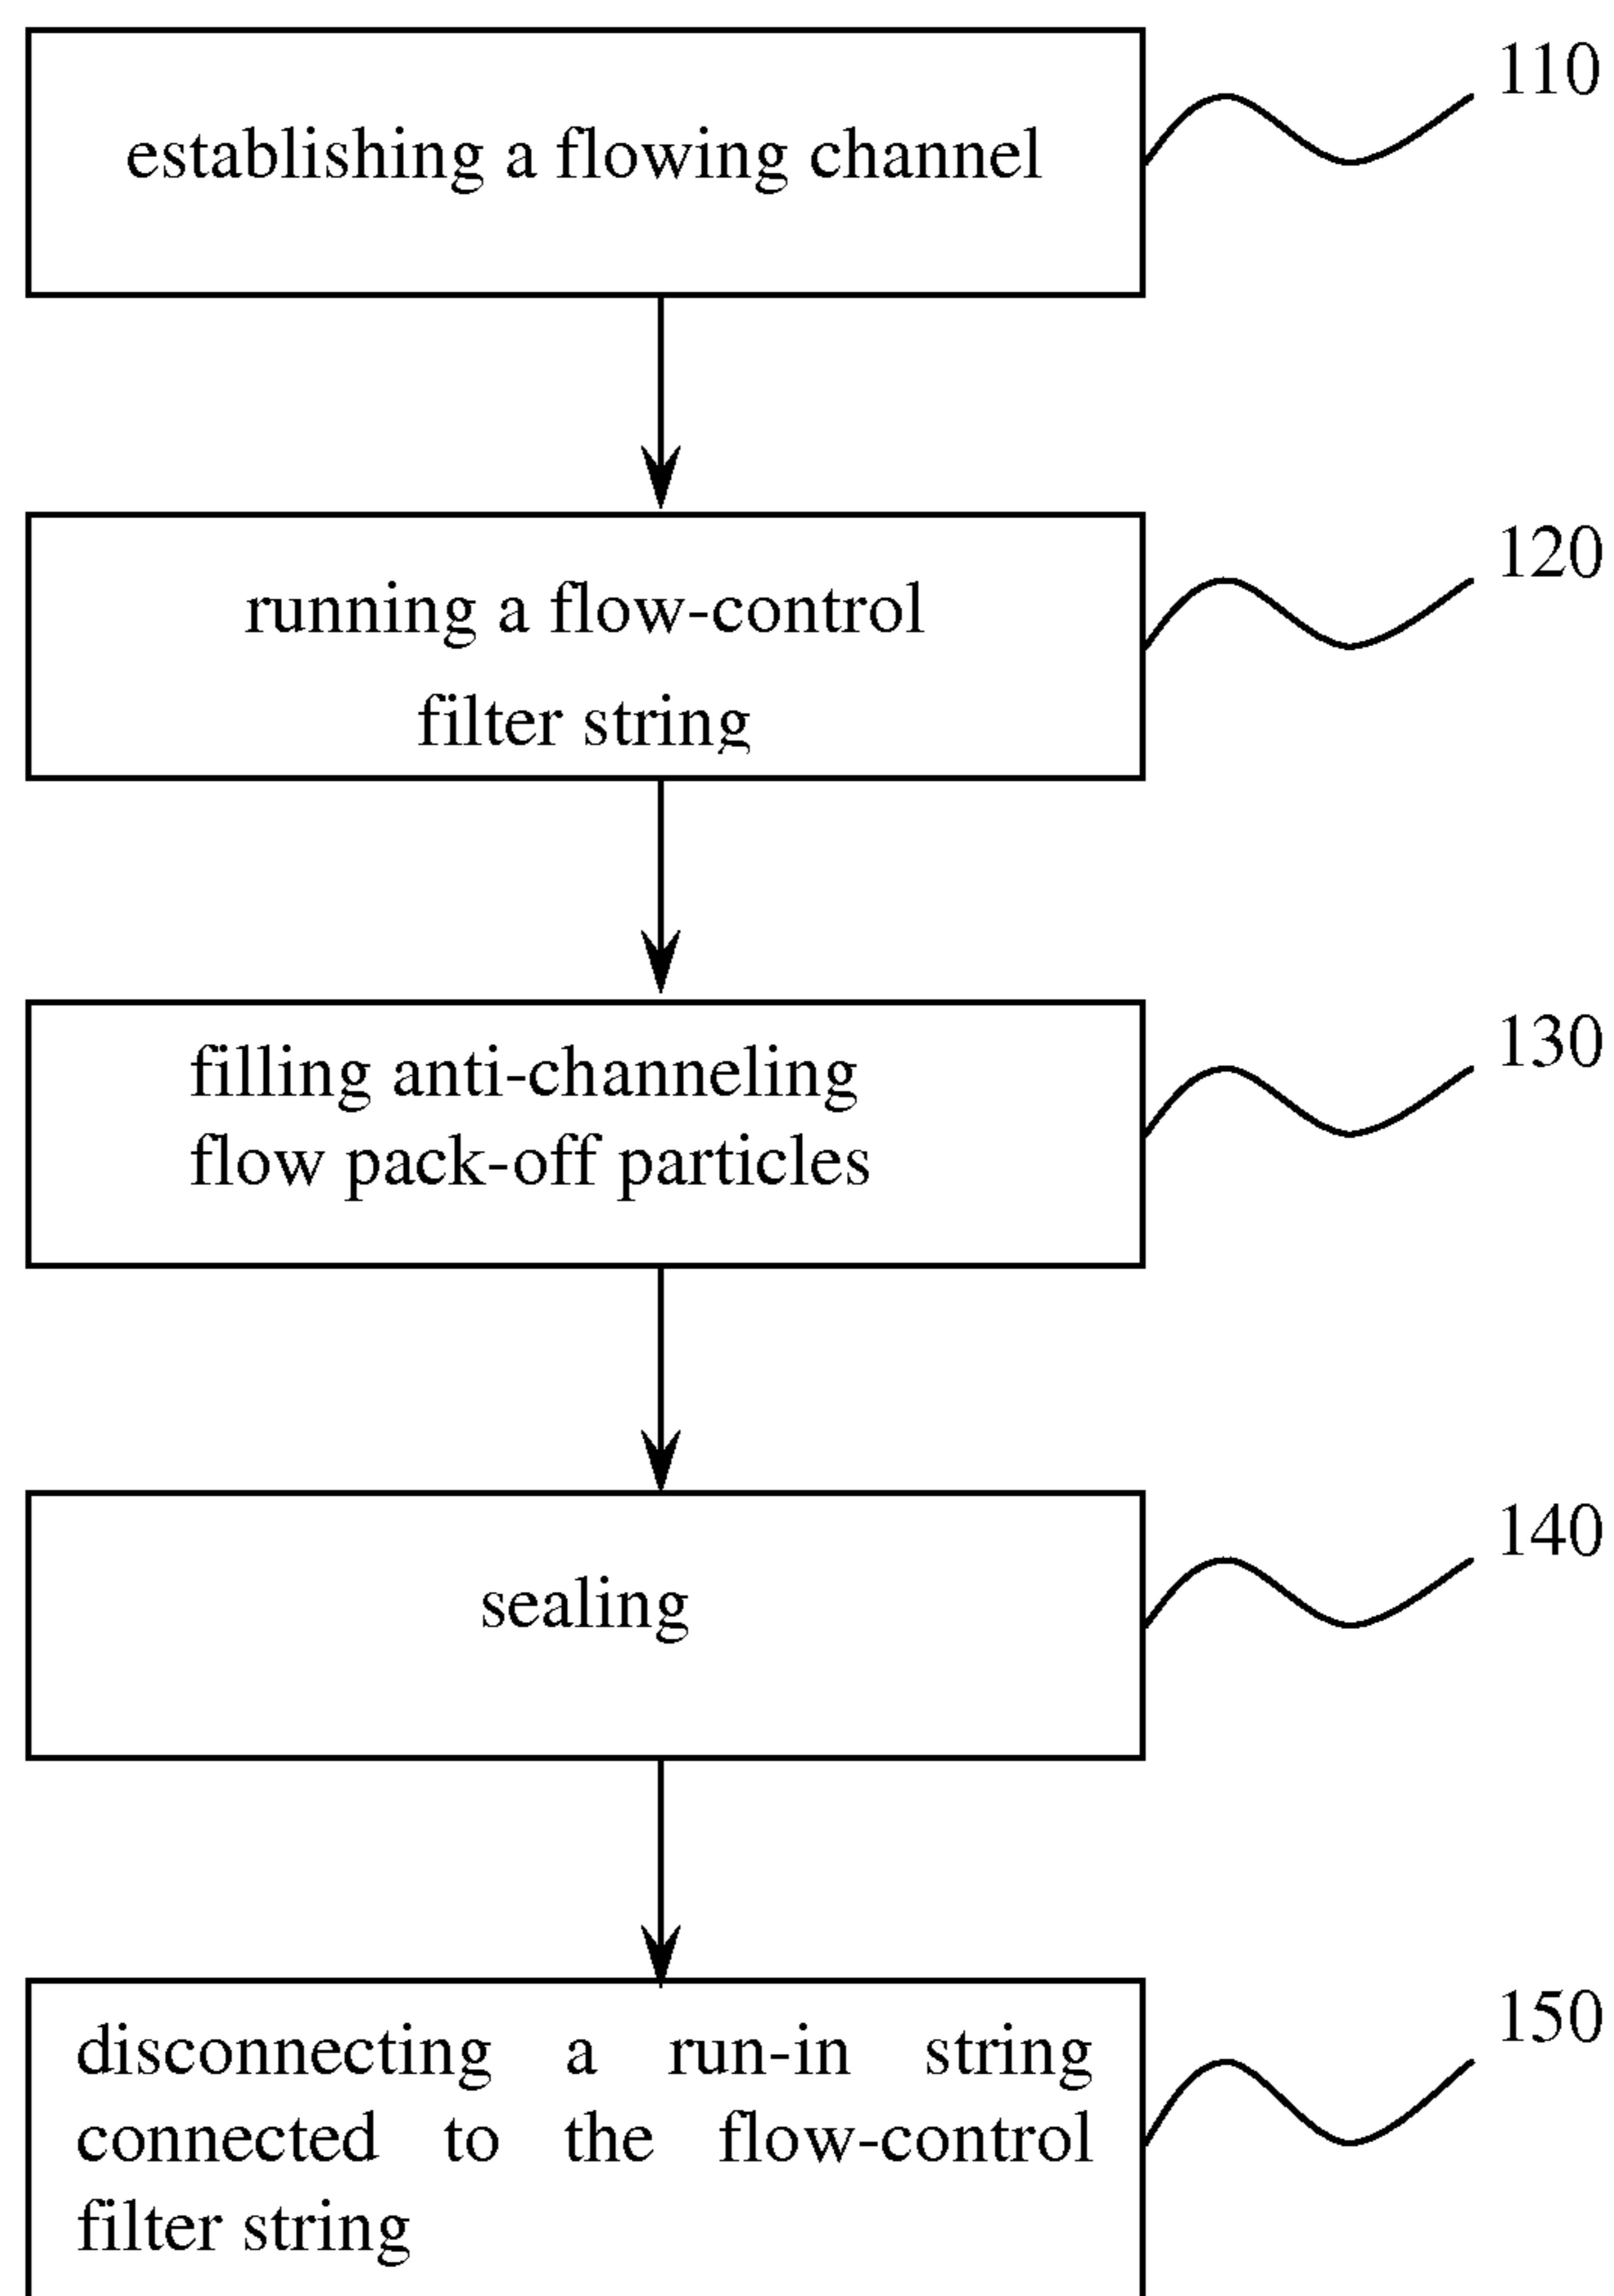 establishing a flowing channel
110
running a flow-control
filter string
120
filling anti-channeling
flow pack-off particles
130
sealing
140
disconnecting a run-in string
connected to the flow-control
filter string
150